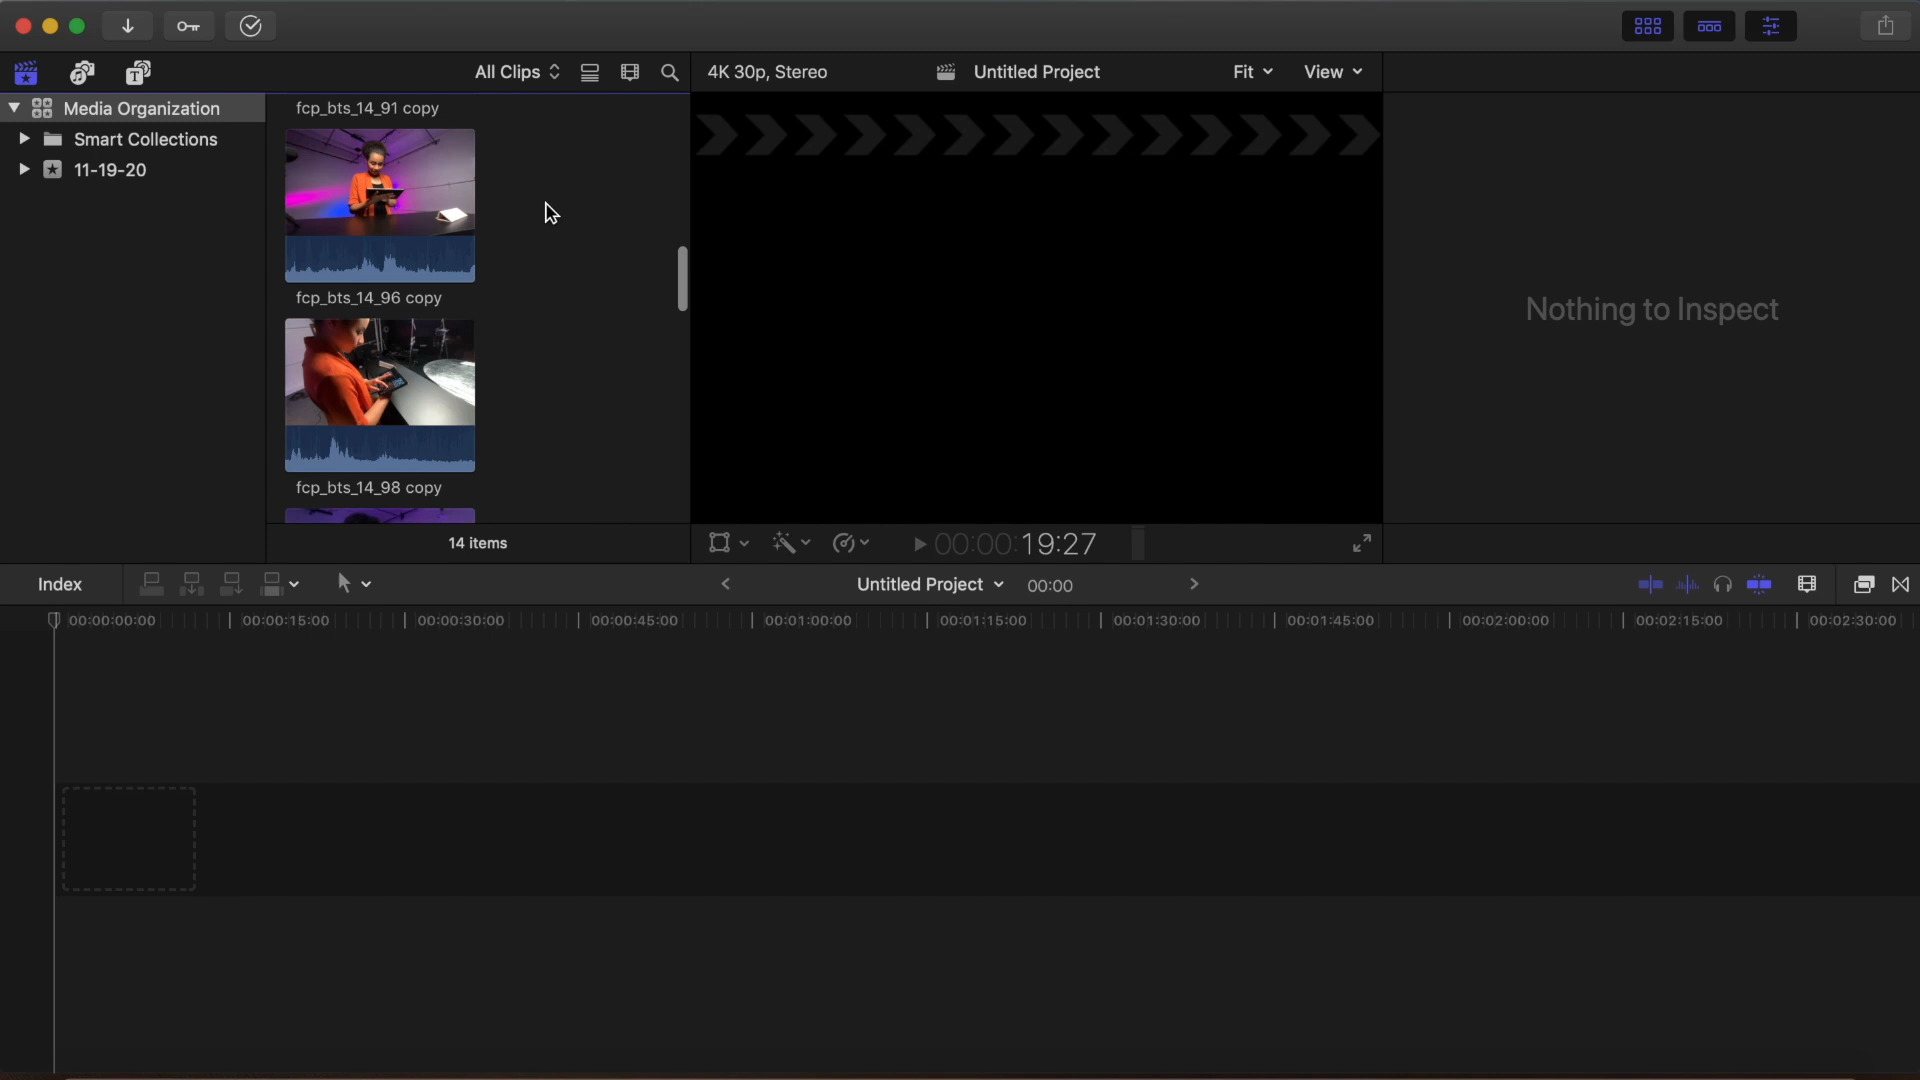 All Clips
4K 30p, Stereo
Untitled Project
Fit
View
Media Organization
Smart Collections
11-19-20
fcp_bts_14_91 copy
fcp_bts_14_96 copy
fcp_bts_14_98 copy
Nothing to Inspect
14 items
00:00:19:27
Index
Untitled Project
00:00
00:00:00:00
00:00:15:00
00:00:30:00
00:00:45:00
00:01:00:00
00:01:15:00
00:01:30:00
00:01:45:00
00:02:00:00
00:02:15:00
00:02:30:00